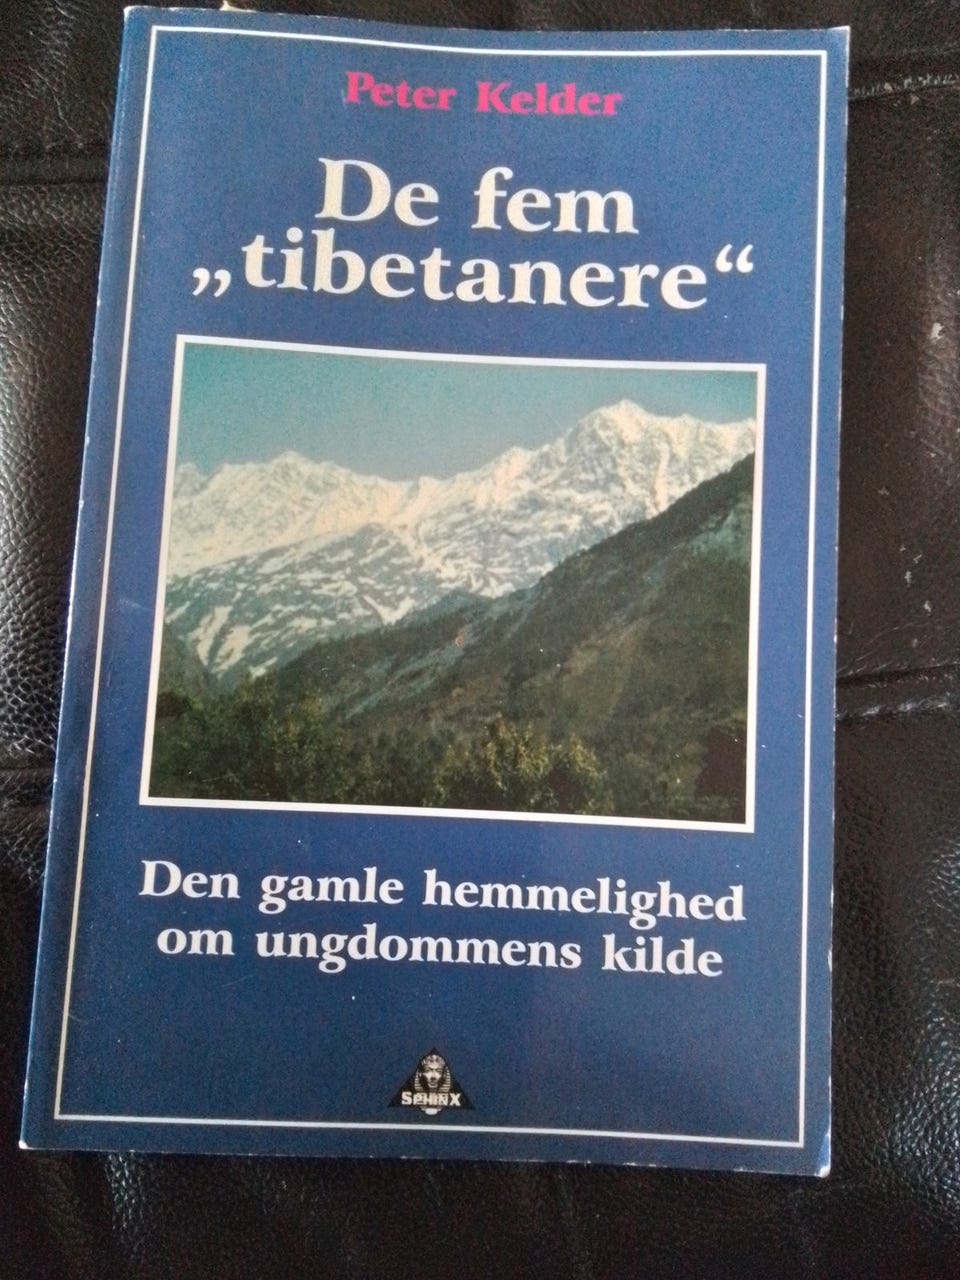 Peter Kelder
De fem
„tibetanere“
Den gamle hemmelighed
om ungdommens kilde
SPHINX